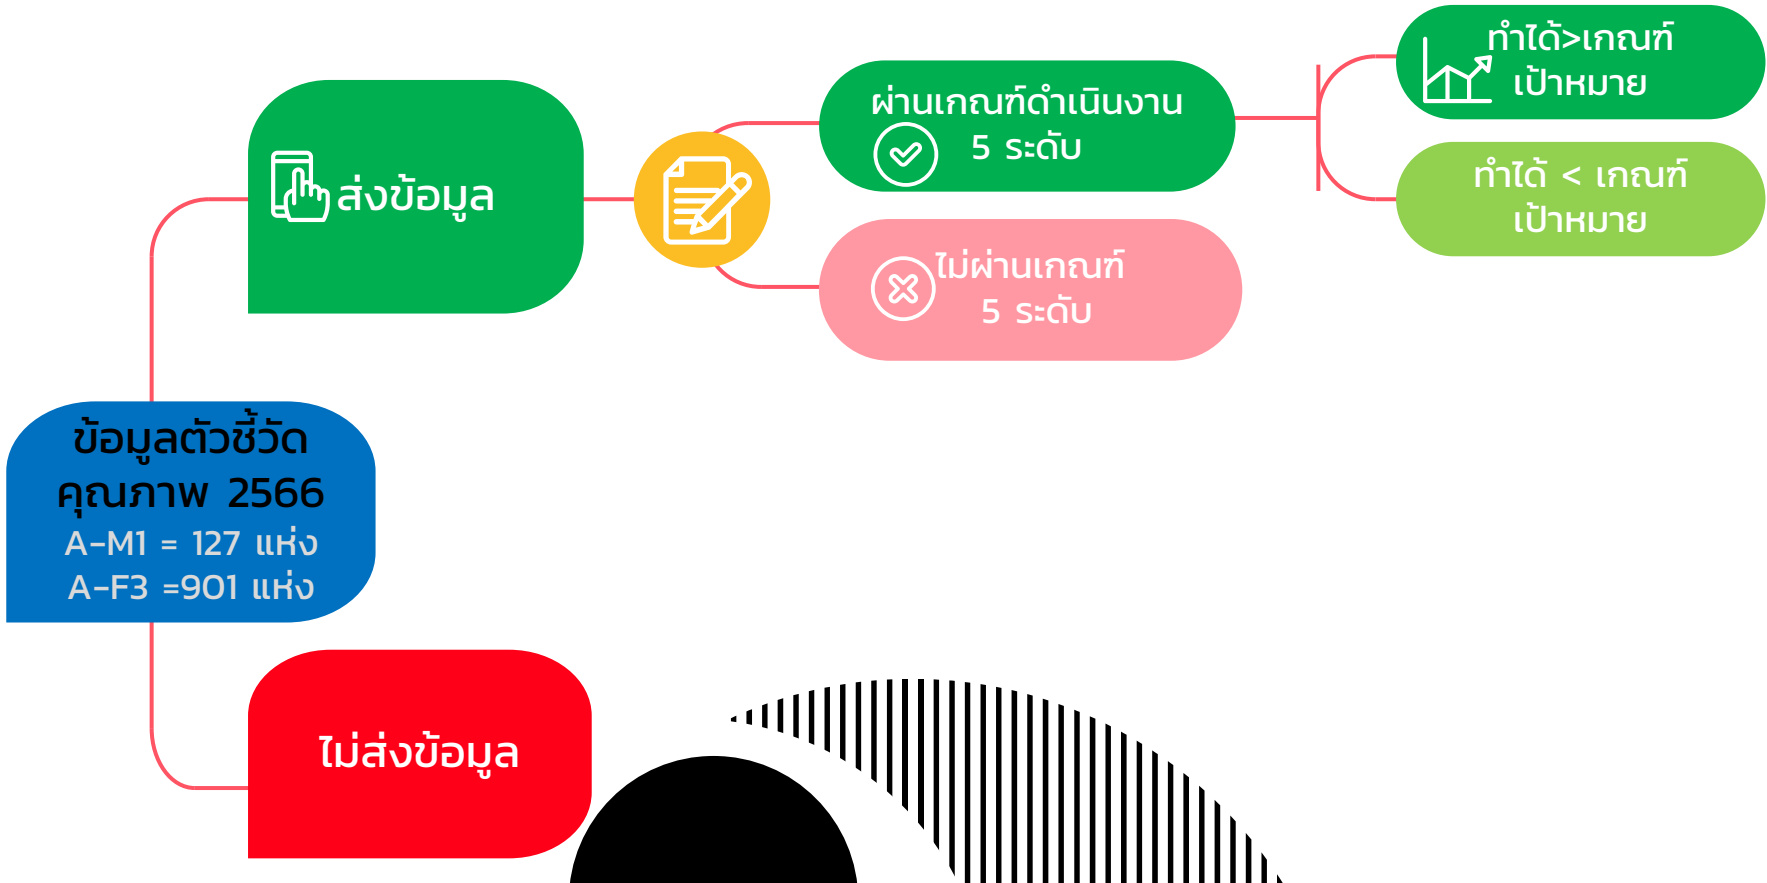 ทำได้>เกณฑ์
เป้าหมาย
ผ่านเกณฑ์ดำเนินงาน
5 ระดับ
ทำได้ < เกณฑ์
เป้าหมาย
ส่งข้อมูล
ไม่ผ่านเกณฑ์
5 ระดับ
ข้อมูลตัวชี้วัด
คุณภาพ 2566
A-M1 = 127 แห่ง
A-F3 =901 แห่ง
ไม่ส่งข้อมูล